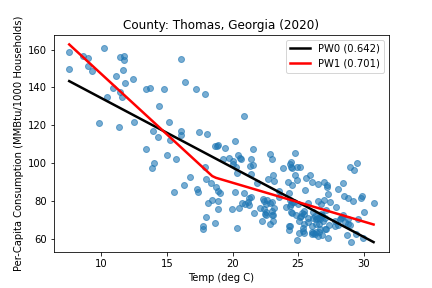 County: Thomas, Georgia (2020)
Per-Capita Consumption (MMBtu/1000 Households)
160
140
120
100
80
60
PW0 (0.642)
PW1 (0.701)
10
15
20
25
30
Temp (deg C)